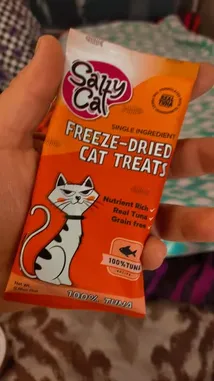 Salty
Cat
SINGLE INGREDIENT
FREEZE-DRIED
CAT TREATS
Nutrient Rich
Real Tuna
Grain free
100% TUNA
100% TUNA